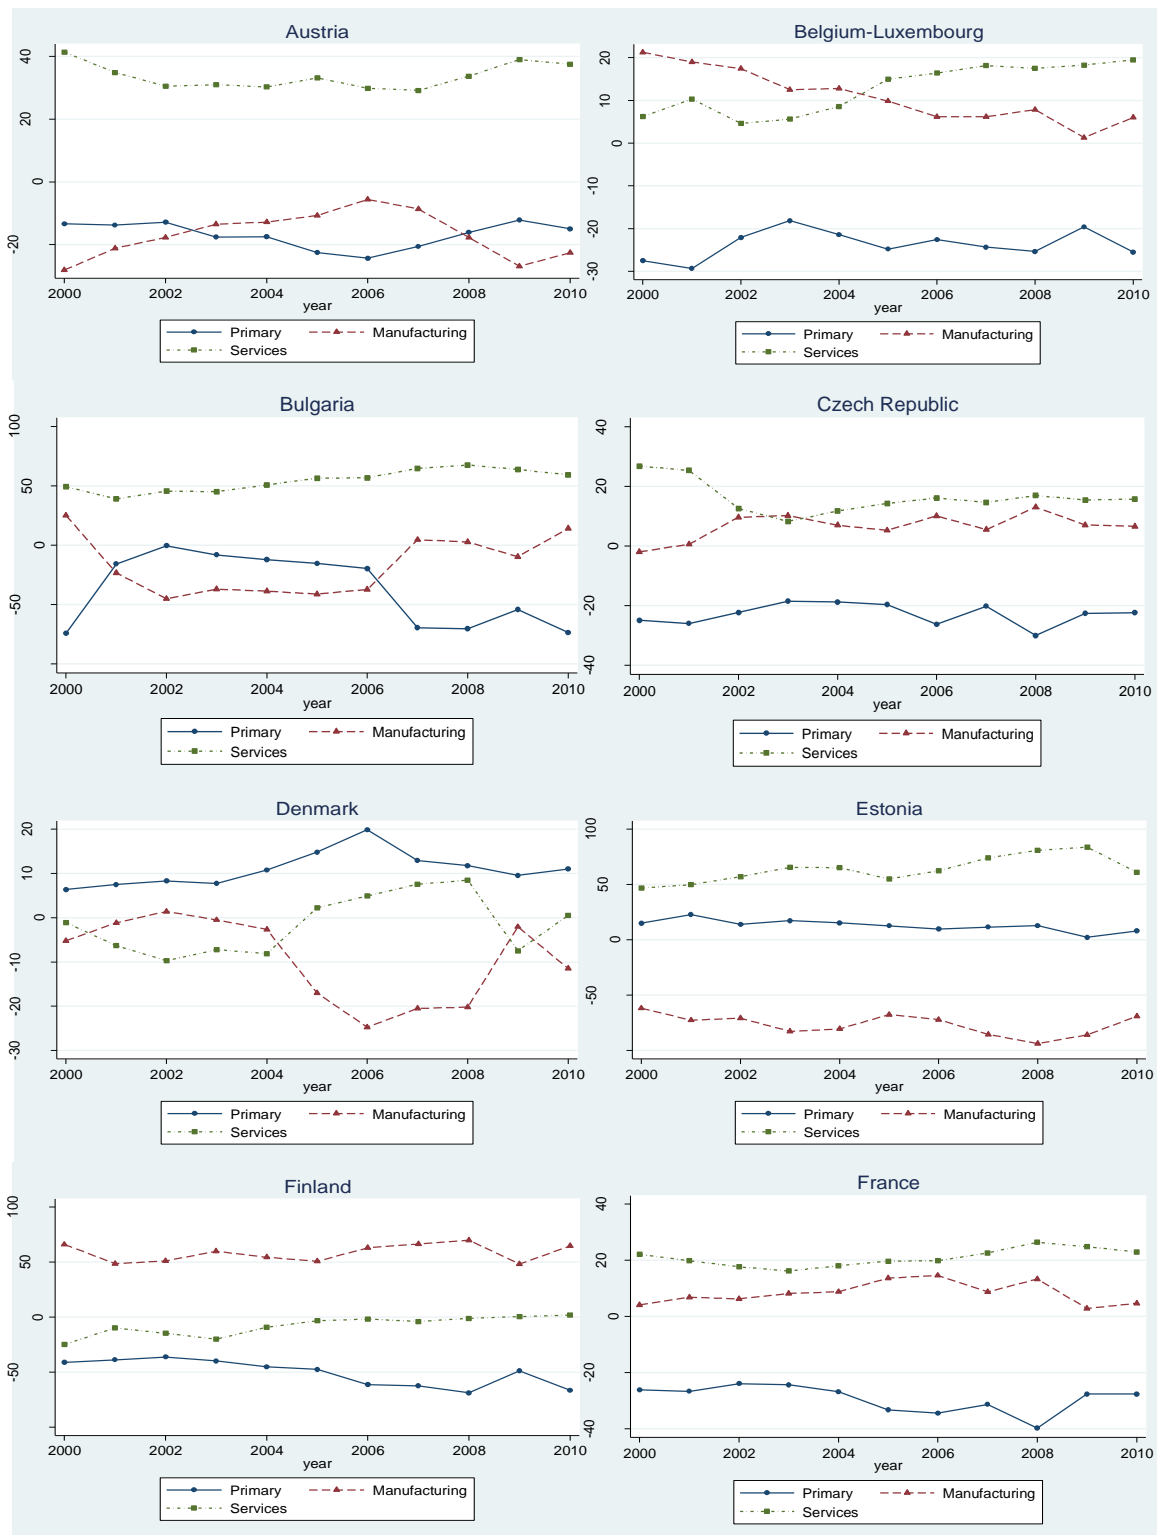 Austria
40
20
0
-20
2000 2002 2004 2006 2008 2010
year
Primary Manufacturing
Services
Belgium-Luxembourg
20
10
0
-10
-20
-30
2000 2002 2004 2006 2008 2010
year
Primary Manufacturing
Services
Bulgaria
100
50
0
-50
2000 2002 2004 2006 2008 2010
year
Primary Manufacturing
Services
Czech Republic
40
20
0
-20
-40
2000 2002 2004 2006 2008 2010
year
Primary Manufacturing
Services
Denmark
20
10
0
-10
-20
-30
2000 2002 2004 2006 2008 2010
year
Primary Manufacturing
Services
Estonia
100
50
0
-50
2000 2002 2004 2006 2008 2010
year
Primary Manufacturing
Services
Finland
100
50
0
-50
2000 2002 2004 2006 2008 2010
year
Primary Manufacturing
Services
France
40
20
0
-20
-40
2000 2002 2004 2006 2008 2010
year
Primary Manufacturing
Services